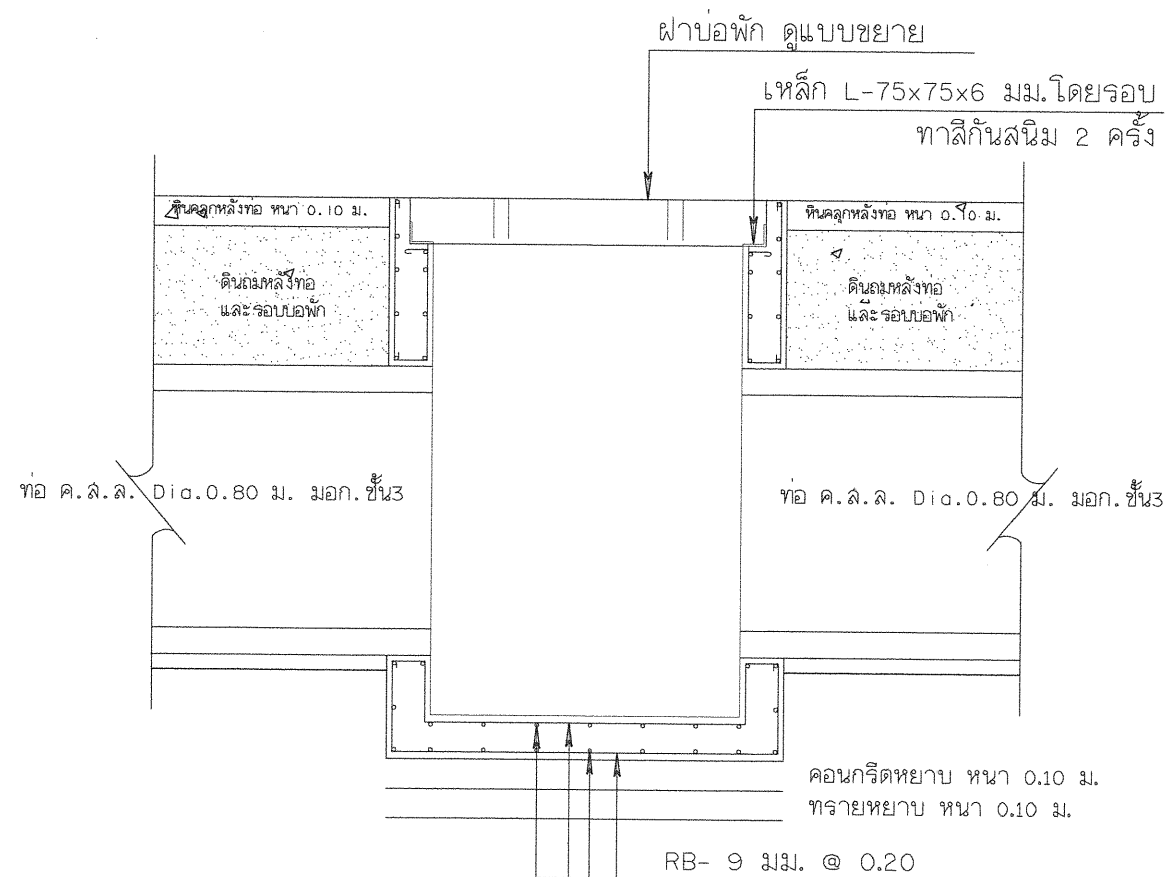 ฝาบ่อพัก ดูแบบขยาย
เหล็ก L-75x75x6 มม.โดยรอบ
ทาสีกันสนิม 2 ครั้ง
หินคลุกหลังท่อ หนา 0.10 ม.
หินคลุกหลังท่อ หนา 0.10 ม.
ดินถมหลังท่อ
และรอบบ่อพัก
ดินถมหลังท่อ
และรอบบ่อพัก
ท่อ ค.ส.ล. Dia.0.80 ม. มอก.ชั้น3
ท่อ ค.ส.ล. Dia.0.80 ม. มอก.ชั้น3
คอนกรีตหยาบ หนา 0.10 ม.
ทรายหยาบ หนา 0.10 ม.
RB- 9 มม. @ 0.20